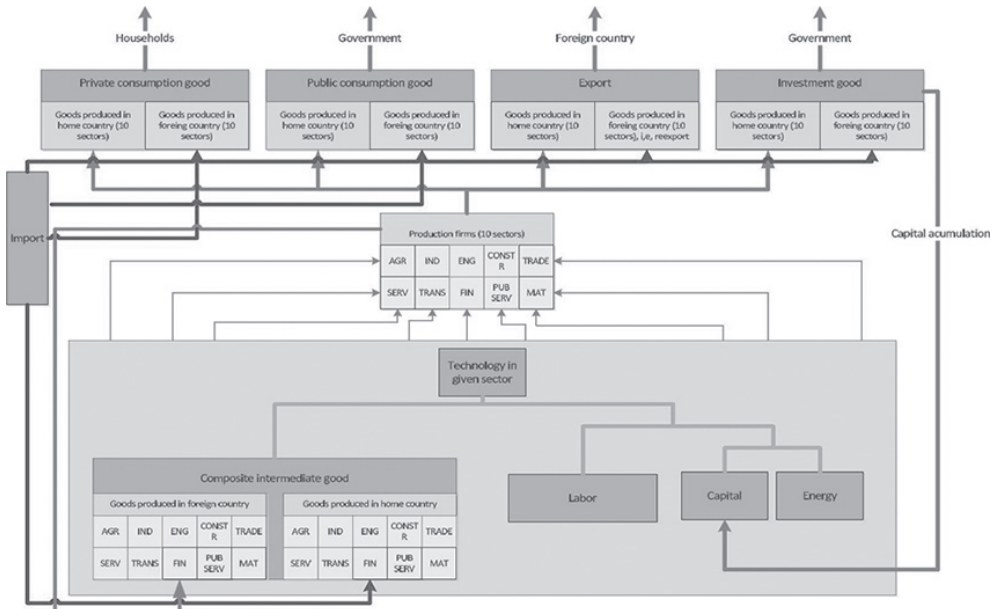 Households
Government
Foreign country
Government
Private consumption good
Public consumption good
Export
Investment good
Goods produced in
home country (10
sectors)
Goods produced in
foreing country (10
sectors)
Goods produced in
home country (10
sectors)
Goods produced in
foreing country (10
sectors)
Goods produced in
home country (10
sectors)
Goods produced in
foreing country (10
sectors), i,e, reexport
Goods produced in
home country (10
sectors)
Goods produced in
foreing country (10
sectors)
Import
Production firms (10 sectors)
AGR
IND
ENG
CONST
R
TRADE
SERV
TRANS
FIN
PUB
SERV
MAT
Capital acumulation
Technology in
given sector
Composite intermediate good
Goods produced in foreign country
Goods produced in home country
AGR
IND
ENG
CONST
R
TRADE
SERV
TRANS
FIN
PUB
SERV
MAT
AGR
IND
ENG
CONST
R
TRADE
SERV
TRANS
FIN
PUB
SERV
MAT
Labor
Capital
Energy